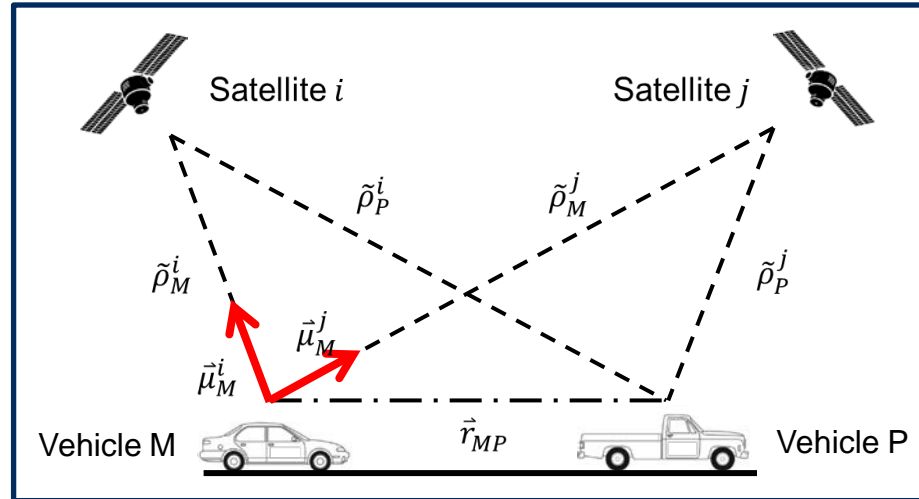 Satellite 𝑖
Satellite 𝑗
ρ̃_P^i
ρ̃_M^j
ρ̃_M^i
ρ̃_P^j
μ⃗_M^j
μ⃗_M^i
r⃗_MP
Vehicle M
Vehicle P